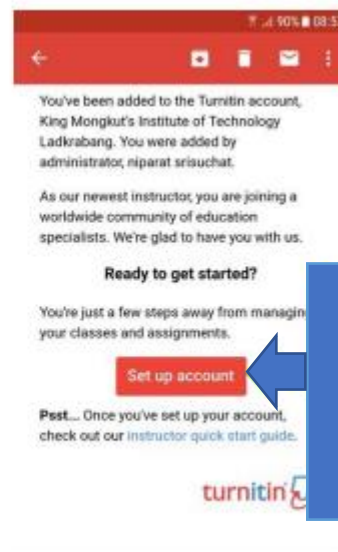 90% 08:5
You've been added to the Turnitin account,
King Mongkut's Institute of Technology
Ladkrabang. You were added by
administrator, niparat srisuchat.
As our newest instructor, you are joining a
worldwide community of education
specialists. We're glad to have you with us.
Ready to get started?
You're just a few steps away from managin
your classes and assignments.
Set up account
Psst... Once you've set up your account,
check out our instructor quick start guide.
turnitin